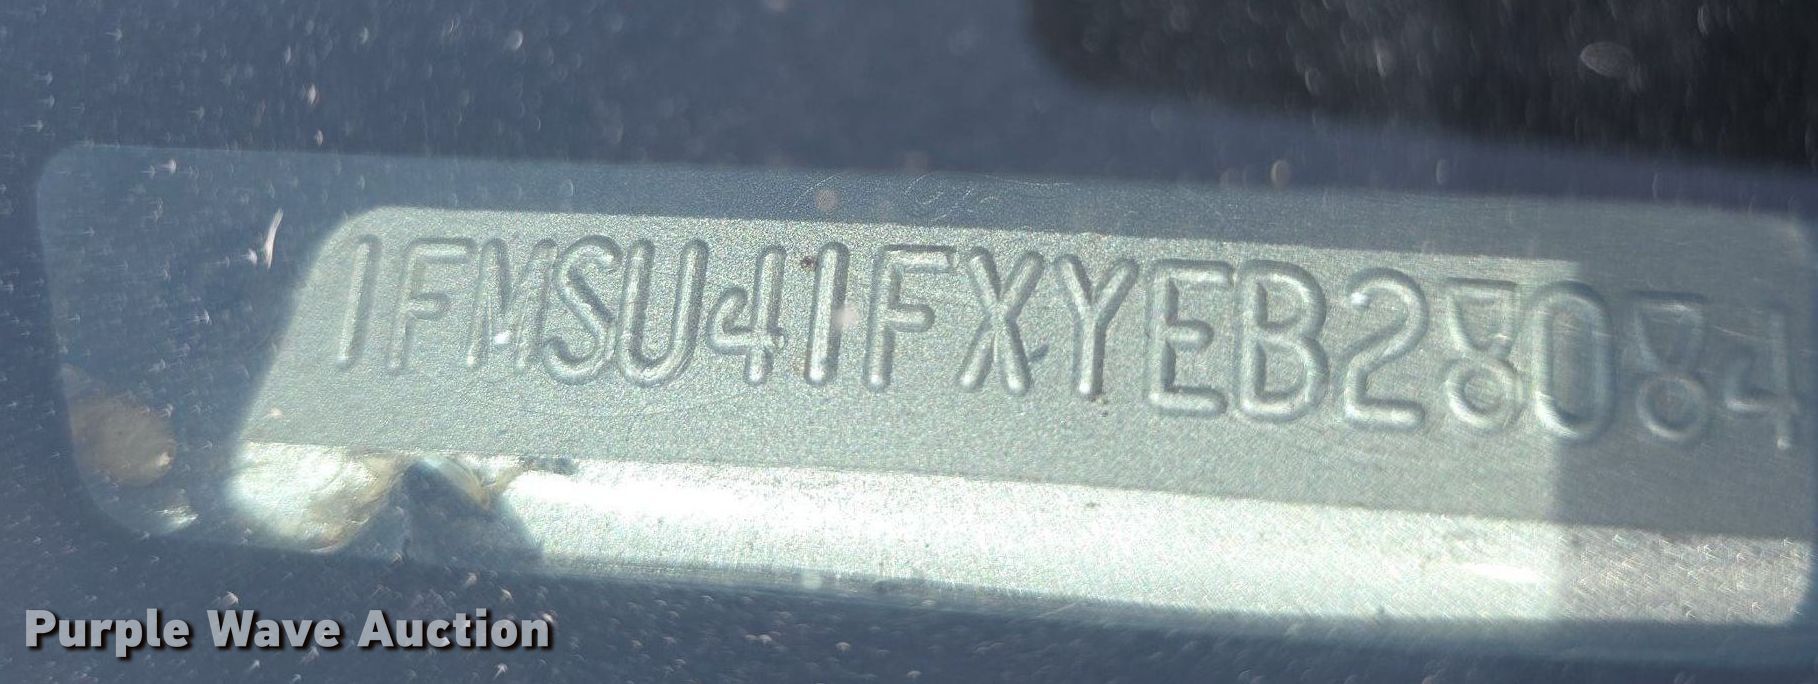 1FMSU41FXYEB28084
Purple Wave Auction